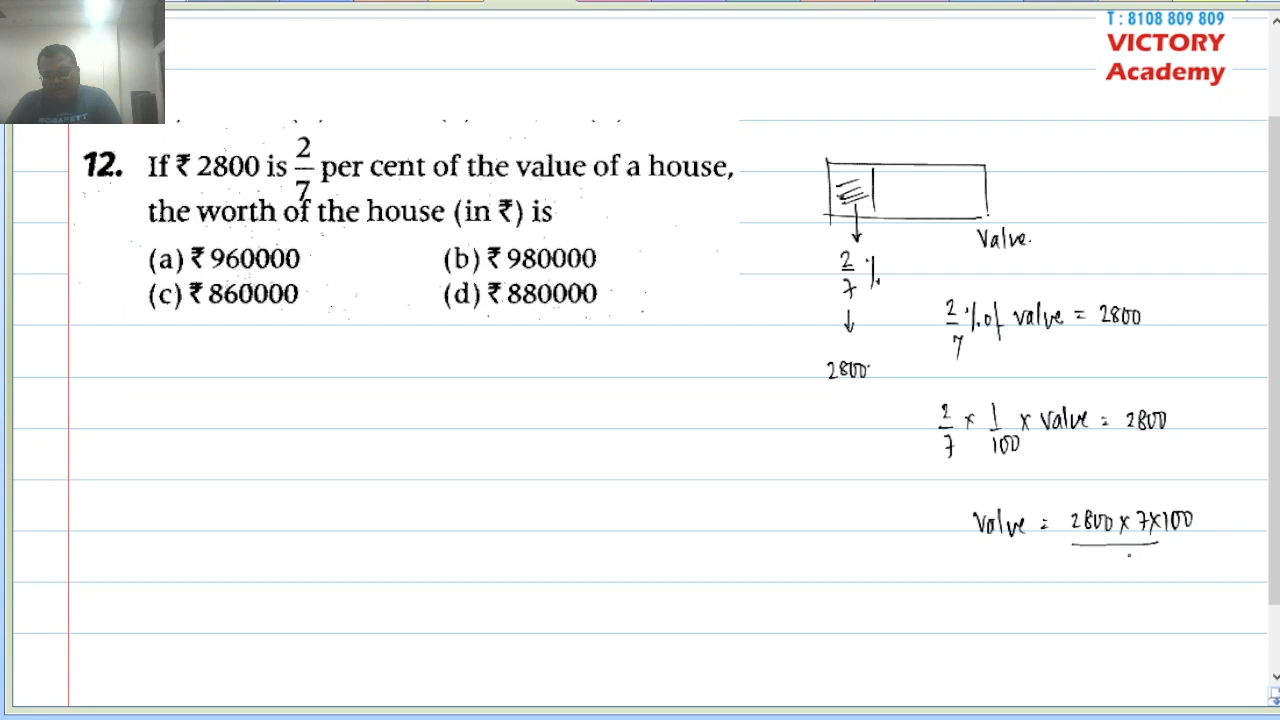 T : 8108 809 809
VICTORY
Academy
12. If ₹ 2800 is 2/7 per cent of the value of a house,
the worth of the house (in ₹) is
(a) ₹ 960000 (b) ₹ 980000
(c) ₹ 860000 (d) ₹ 880000
Value.
2/7 %
2800
2/7 % of value = 2800
2/7 × 1/100 × value = 2800
Value = 2800 × 7 × 100